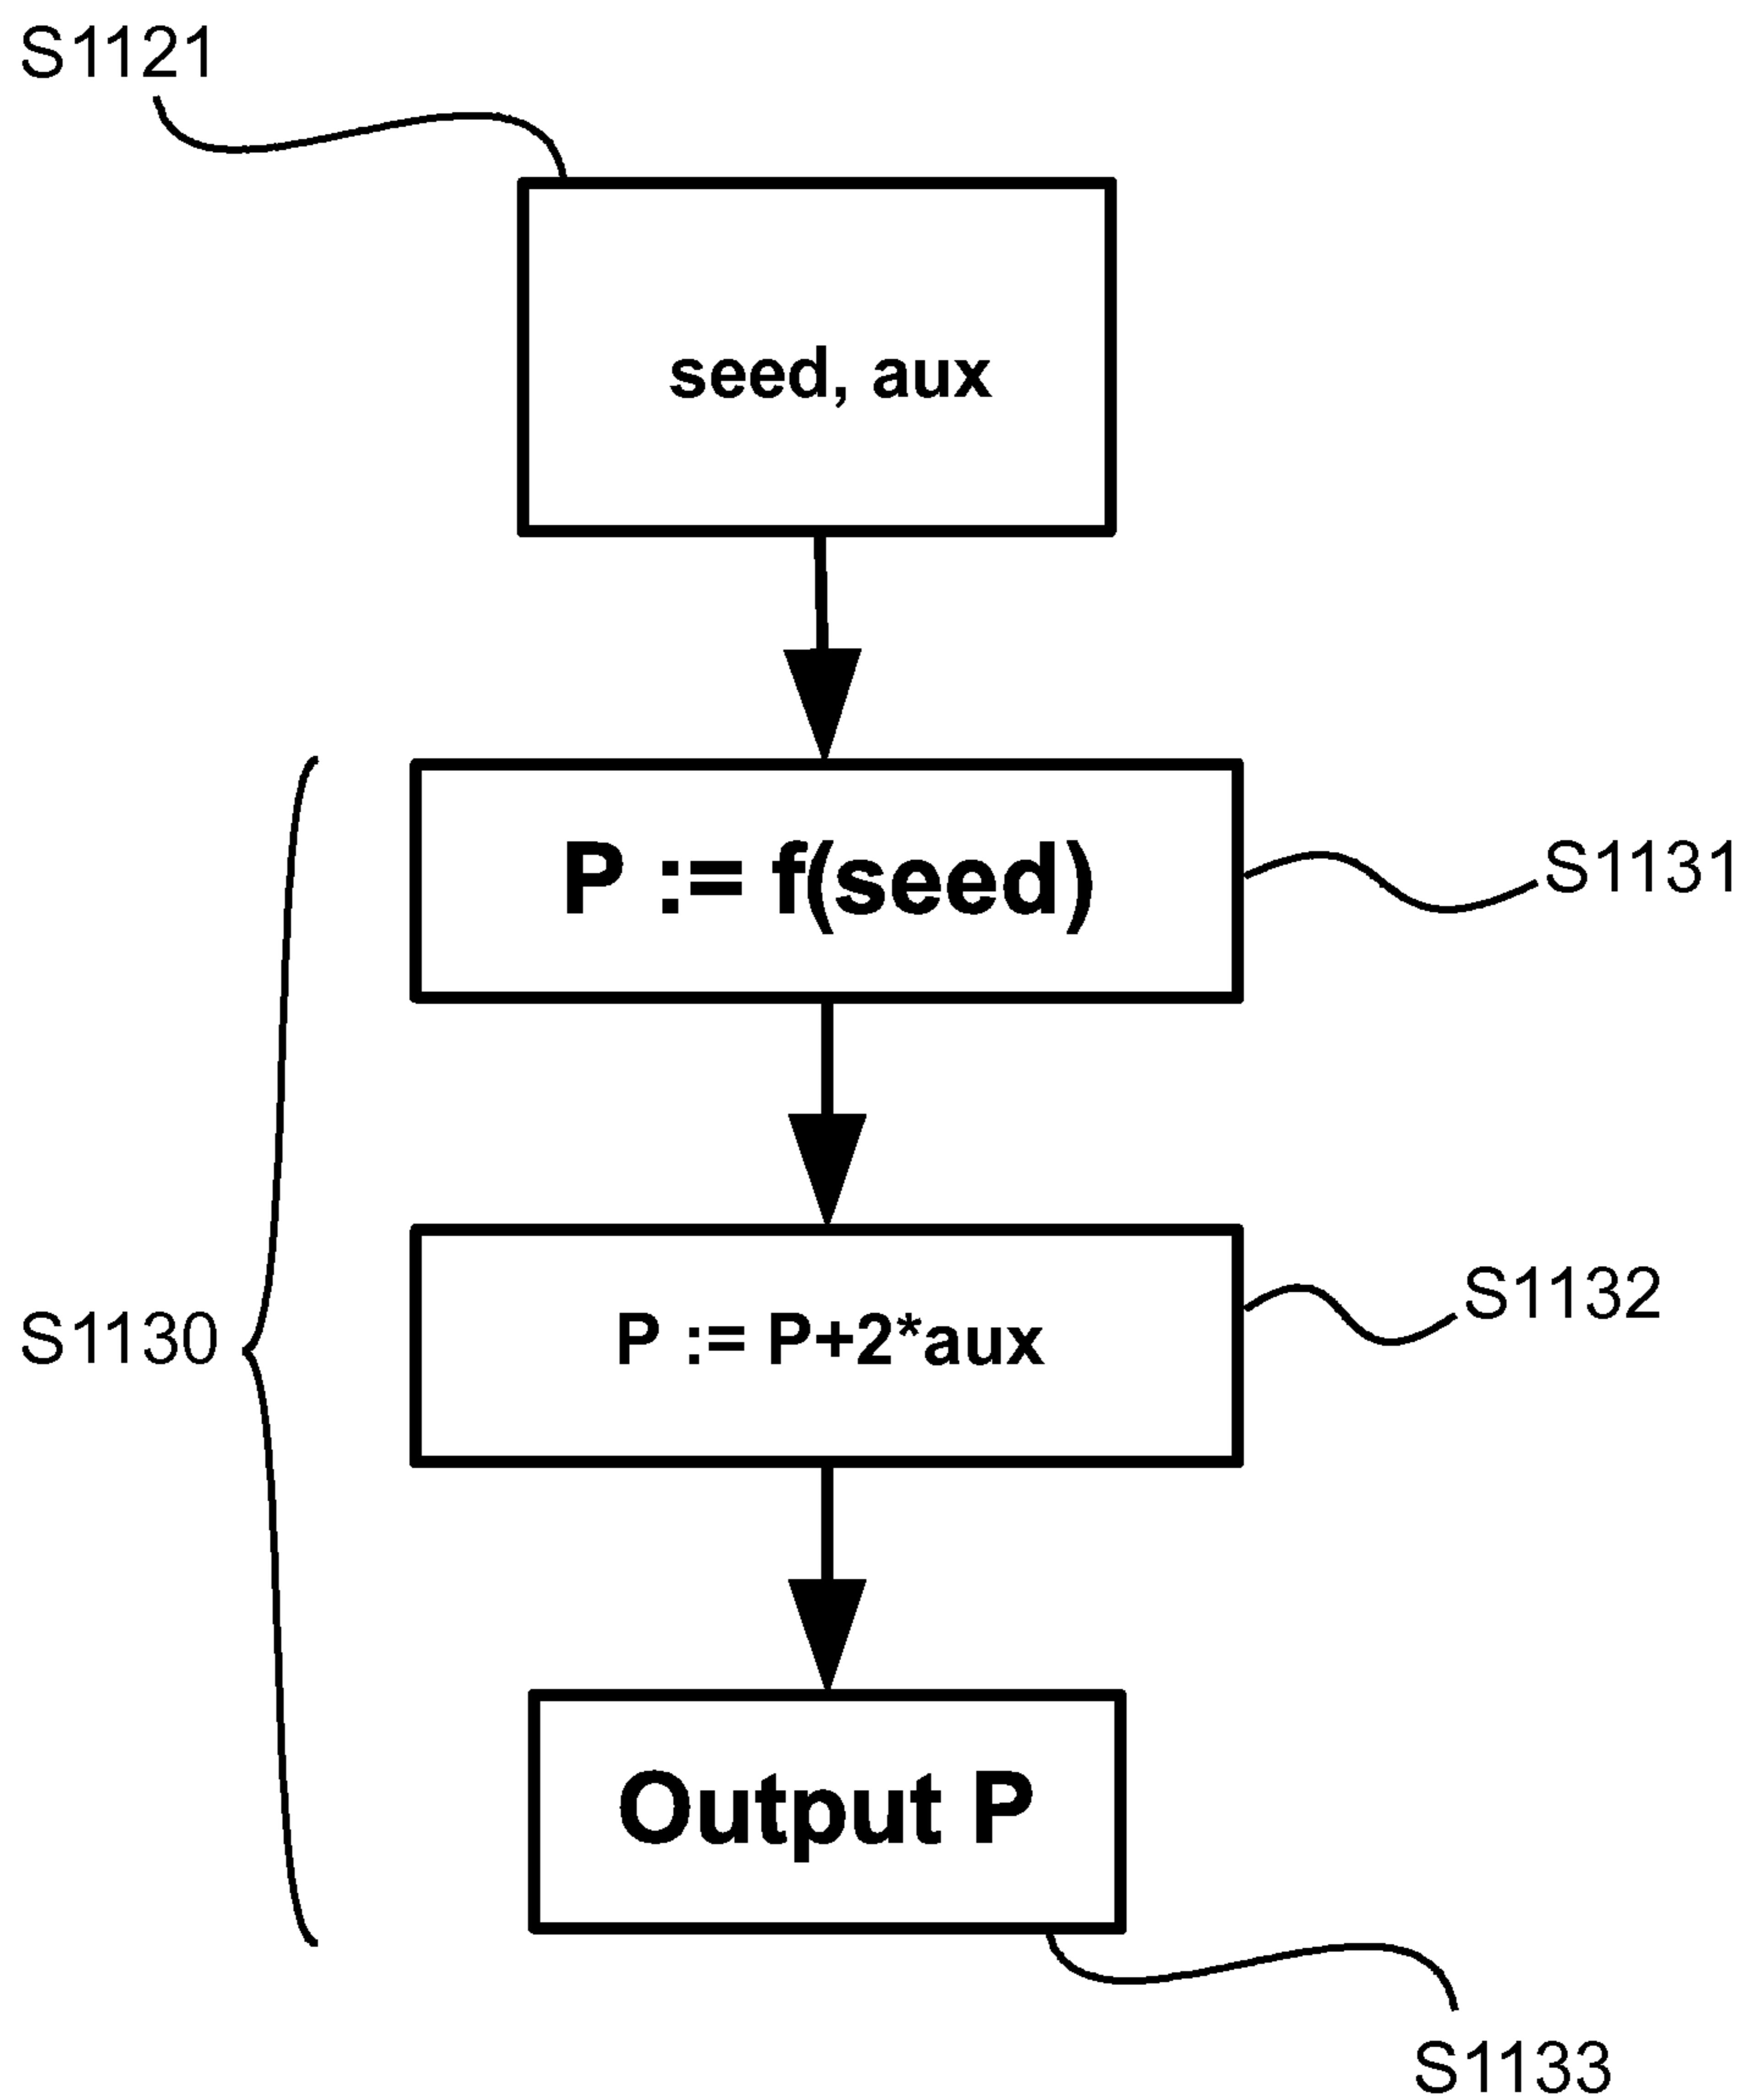 S1121
seed, aux
P := f(seed)
S1131
P := P+2*aux
S1132
S1130
Output P
S1133